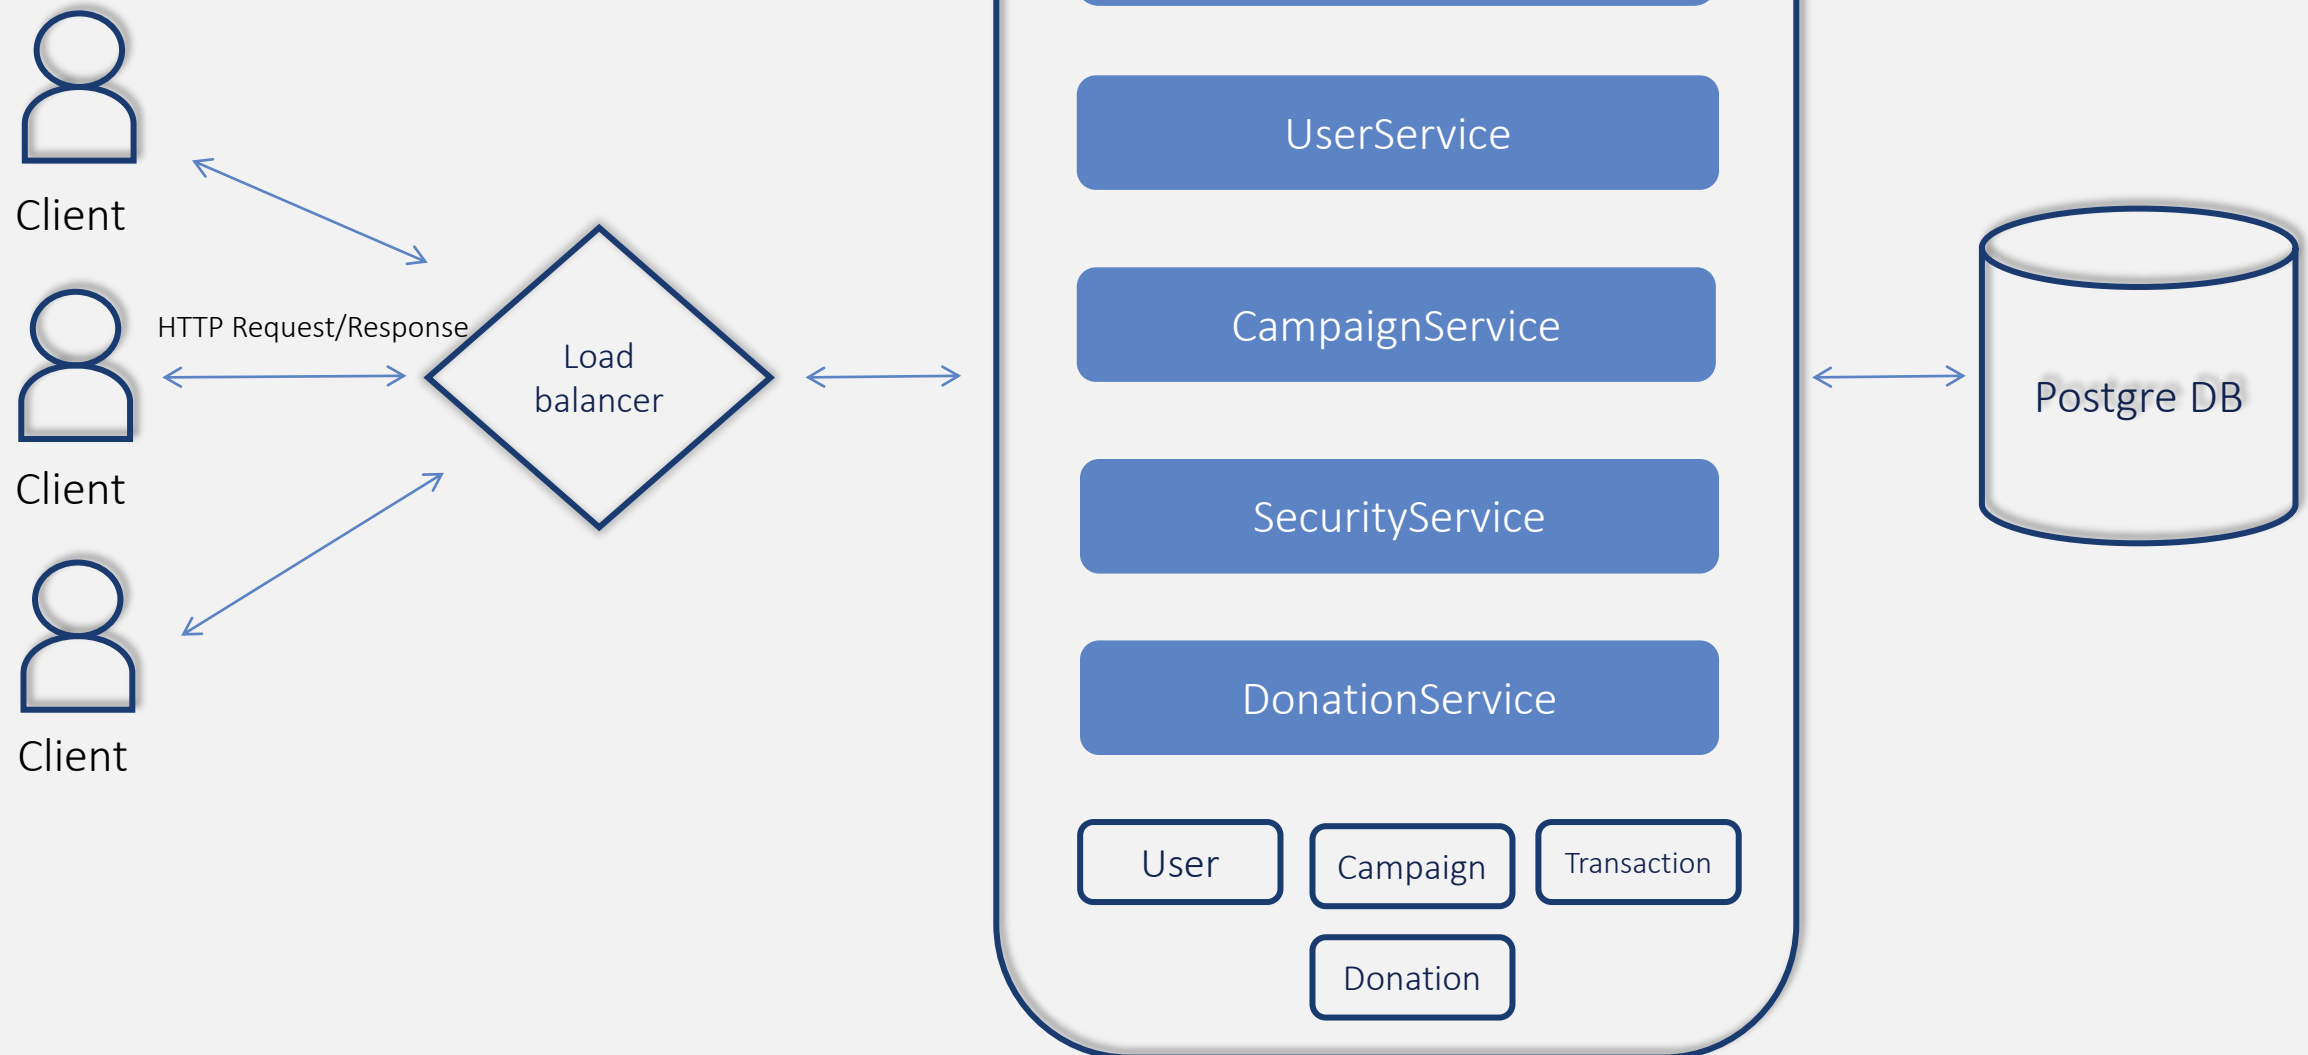 Client
HTTP Request/Response
Client
Client
Load
balancer
UserService
CampaignService
SecurityService
DonationService
User
Campaign
Transaction
Donation
Postgre DB